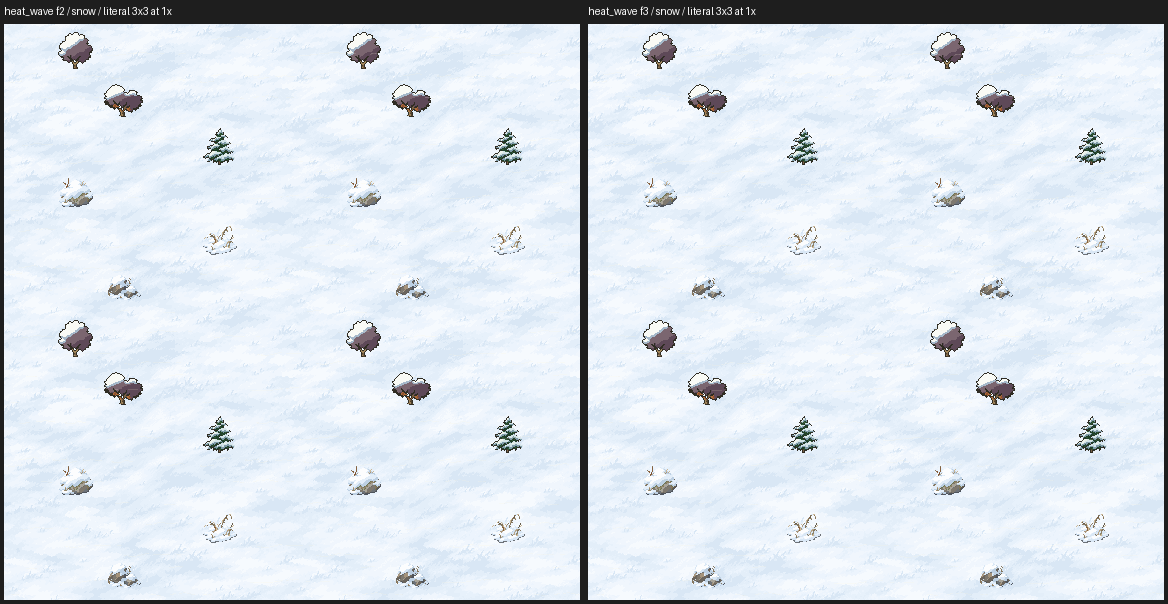 heat_wave f2 / snow / literal 3x3 at 1x
heat_wave f3 / snow / literal 3x3 at 1x